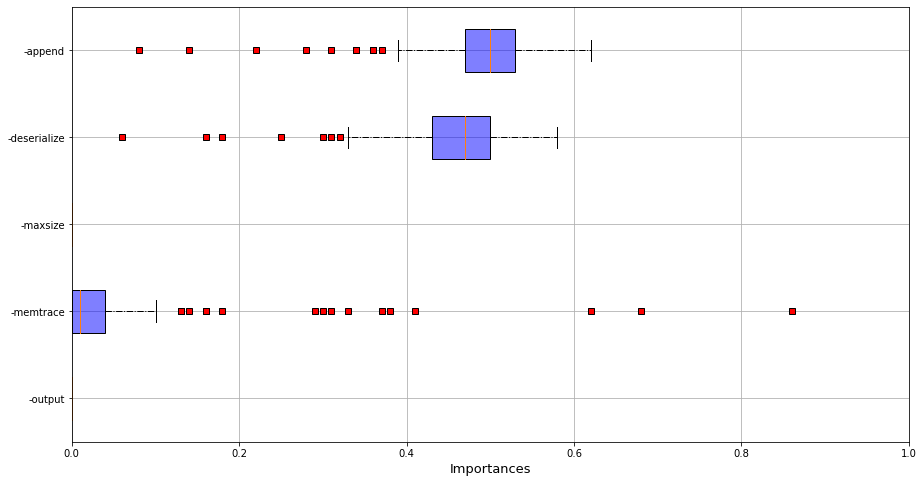 -append
-deserialize
-maxsize
-memtrace
-output
0.0 0.2 0.4 0.6 0.8 1.0
Importances